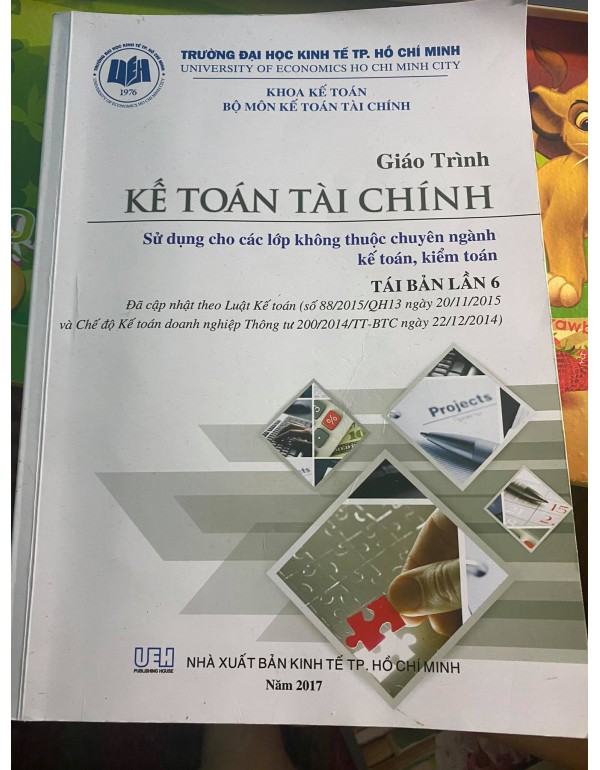 TRƯỜNG ĐẠI HỌC KINH TẾ TP. HỒ CHÍ MINH
UNIVERSITY OF ECONOMICS HO CHI MINH CITY
KHOA KẾ TOÁN
BỘ MÔN KẾ TOÁN TÀI CHÍNH
UEH
1976
Giáo Trình
KẾ TOÁN TÀI CHÍNH
Sử dụng cho các lớp không thuộc chuyên ngành
kế toán, kiểm toán
TÁI BẢN LẦN 6
Đã cập nhật theo Luật Kế toán (số 88/2015/QH13 ngày 20/11/2015
và Chế độ Kế toán doanh nghiệp Thông tư 200/2014/TT-BTC ngày 22/12/2014)
Projects
%
15
2
UEH
PUBLISHING HOUSE
NHÀ XUẤT BẢN KINH TẾ TP. HỒ CHÍ MINH
Năm 2017